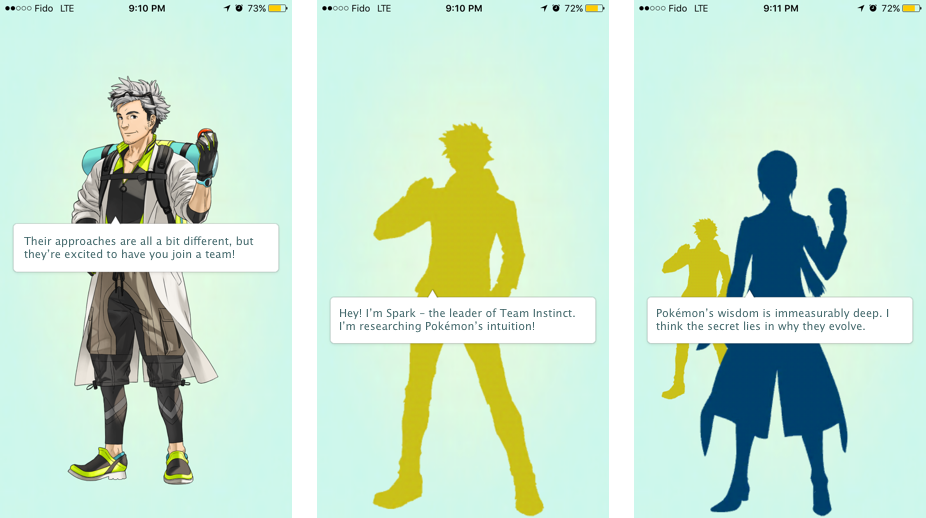 Fido LTE 9:10 PM 73%
Their approaches are all a bit different, but
they're excited to have you join a team!
Fido LTE 9:10 PM 72%
Hey! I'm Spark – the leader of Team Instinct.
I'm researching Pokémon's intuition!
Fido LTE 9:11 PM 72%
Pokémon's wisdom is immeasurably deep. I
think the secret lies in why they evolve.